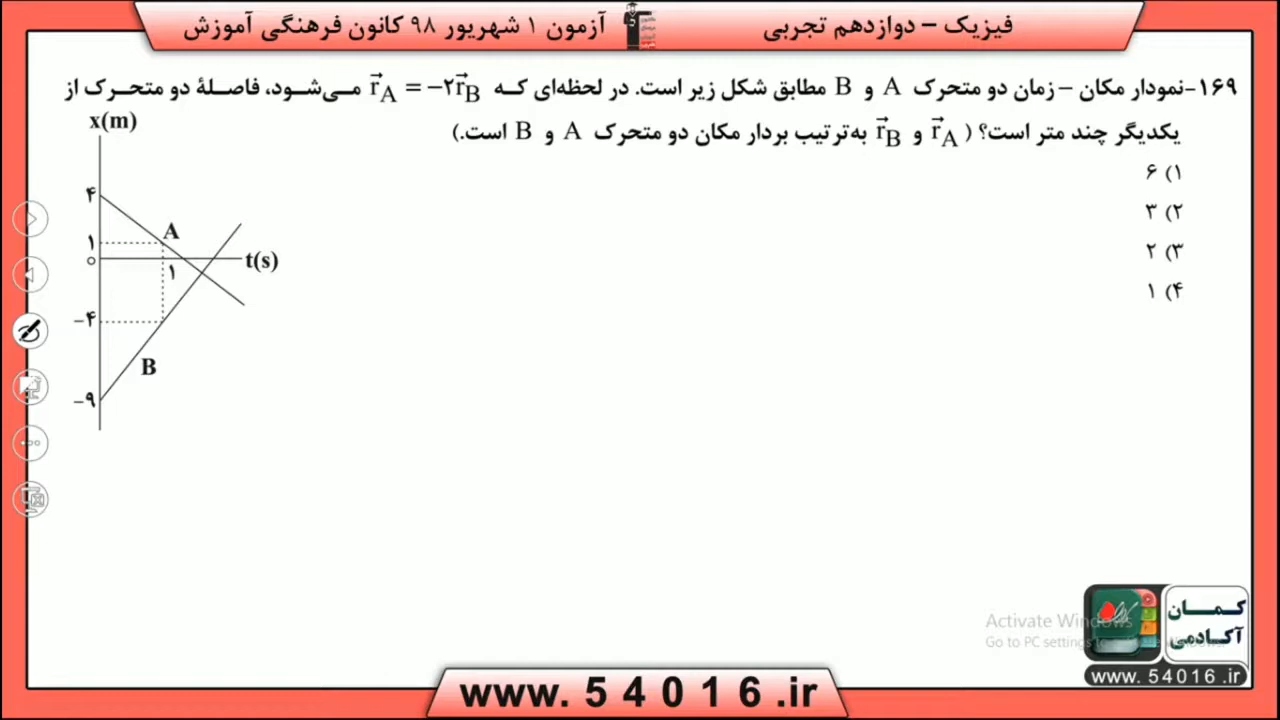 فیزیک – دوازدهم تجربی
آزمون ۱ شهریور ۹۸ کانون فرهنگی آموزش
۱۶۹-نمودار مکان – زمان دو متحرک A و B مطابق شکل زیر است. در لحظه‌ای که r⃗A = −۲r⃗B می‌شود، فاصلهٔ دو متحرک از
یکدیگر چند متر است؟ ( r⃗A و r⃗B به‌ترتیب بردار مکان دو متحرک A و B است.)
۱) ۶
۲) ۳
۳) ۲
۴) ۱
x(m)
۴
A
۱
o
t(s)
۱
−۴
B
−۹
Activate Windows
Go to PC settings to
کمان
آکادمی
www. 54016 .ir
www. 5 4 0 1 6 .ir